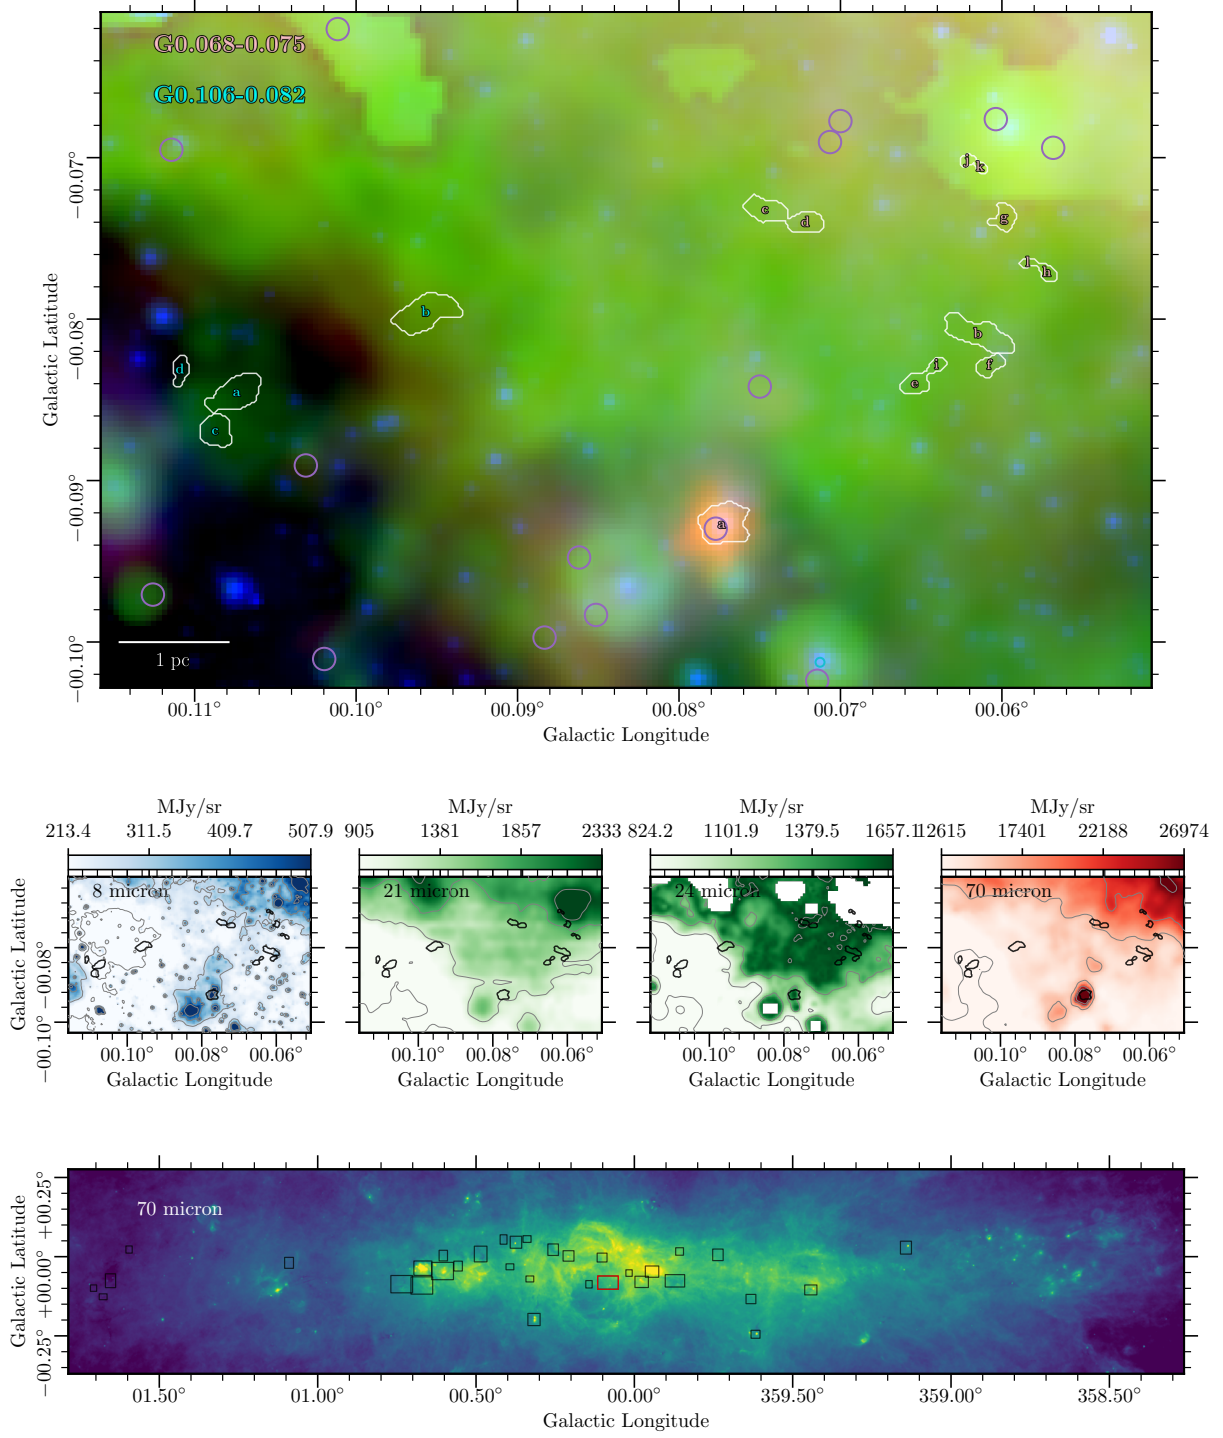 G0.068-0.075
G0.106-0.082
j
k
c
d
g
l
h
b
b
i
f
e
d
a
c
a
1 pc
−00.07°
−00.08°
−00.09°
−00.10°
Galactic Latitude
00.11°
00.10°
00.09°
00.08°
00.07°
00.06°
Galactic Longitude
MJy/sr
213.4 311.5 409.7 507.9
8 micron
MJy/sr
905 1381 1857 2333
21 micron
MJy/sr
824.2 1101.9 1379.5 1657.1
24 micron
MJy/sr
12615 17401 22188 26974
70 micron
Galactic Latitude
−00.08°
−00.10°
00.10° 00.08° 00.06°
Galactic Longitude
00.10° 00.08° 00.06°
Galactic Longitude
00.10° 00.08° 00.06°
Galactic Longitude
00.10° 00.08° 00.06°
Galactic Longitude
70 micron
Galactic Latitude
+00.25°
+00.00°
−00.25°
01.50° 01.00° 00.50° 00.00° 359.50° 359.00° 358.50°
Galactic Longitude